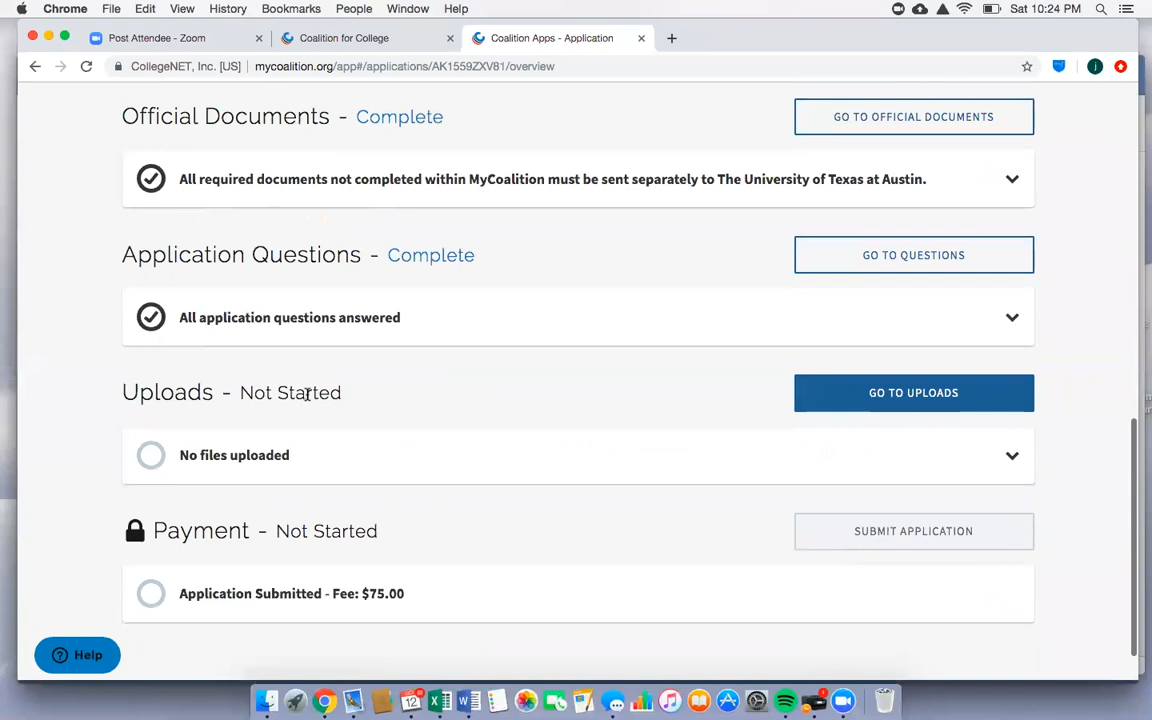 Chrome File Edit View History Bookmarks People Window Help Sat 10:24 PM
Post Attendee - Zoom Coalition for College Coalition Apps - Application
CollegeNET, Inc. [US] mycoalition.org/app#/applications/AK1559ZXV81/overview j
Official Documents - Complete GO TO OFFICIAL DOCUMENTS
All required documents not completed within MyCoalition must be sent separately to The University of Texas at Austin.
Application Questions - Complete GO TO QUESTIONS
All application questions answered
Uploads - Not Started GO TO UPLOADS
No files uploaded
Payment - Not Started SUBMIT APPLICATION
Application Submitted - Fee: $75.00
Help
12